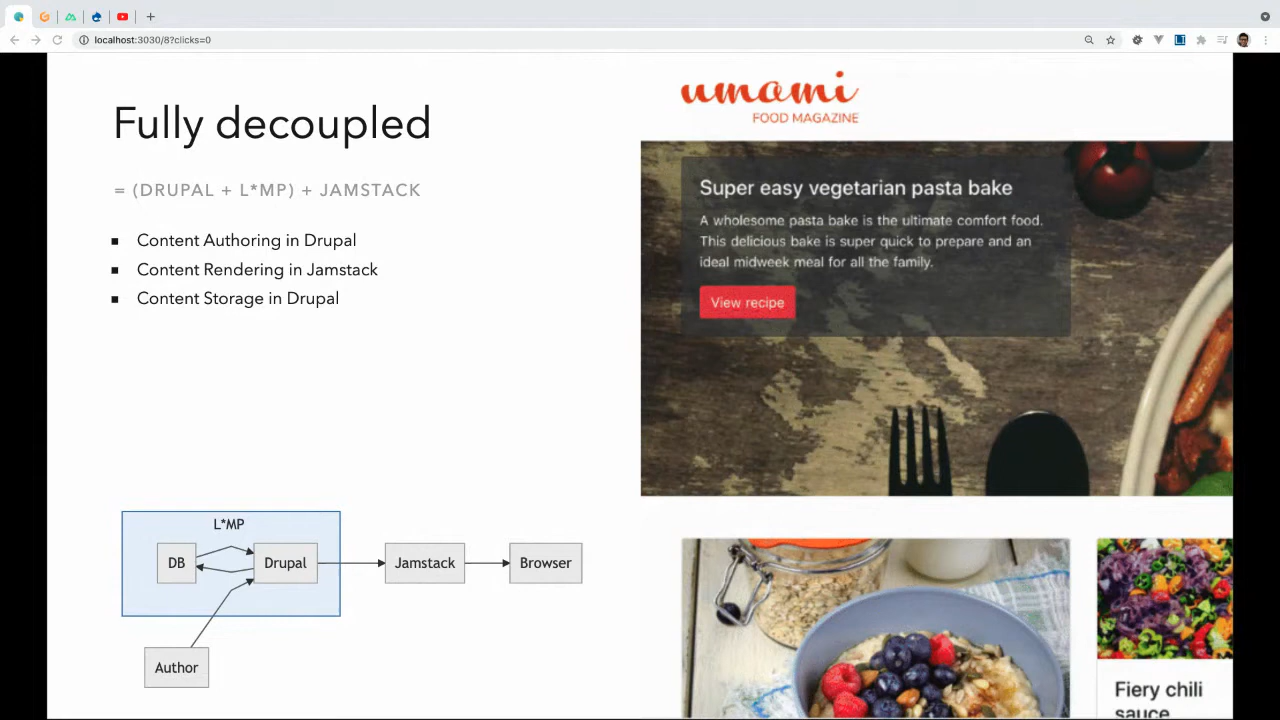 localhost:3030/8?clicks=0
Fully decoupled
= (DRUPAL + L*MP) + JAMSTACK
Content Authoring in Drupal
Content Rendering in Jamstack
Content Storage in Drupal
L*MP
DB
Drupal
Jamstack
Browser
Author
umami
FOOD MAGAZINE
Super easy vegetarian pasta bake
A wholesome pasta bake is the ultimate comfort food.
This delicious bake is super quick to prepare and an
ideal midweek meal for all the family.
View recipe
Fiery chili
sauce